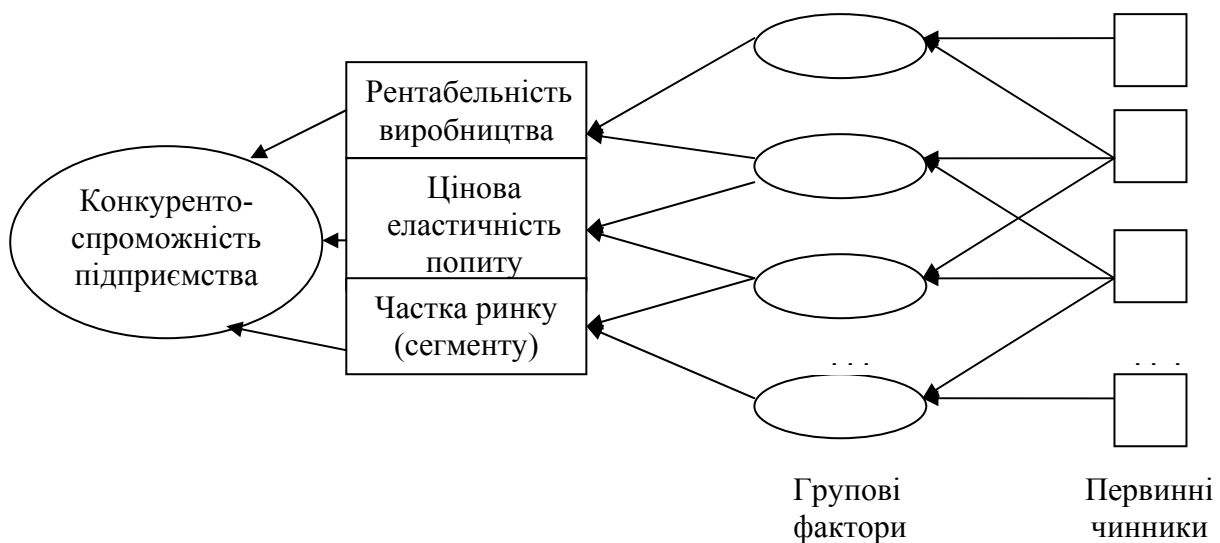 Рентабельність
виробництва
Конкуренто-
спроможність
підприємства
Цінова
еластичність
попиту
Частка ринку
(сегменту)
. . .
. . .
Групові
фактори
Первинні
чинники